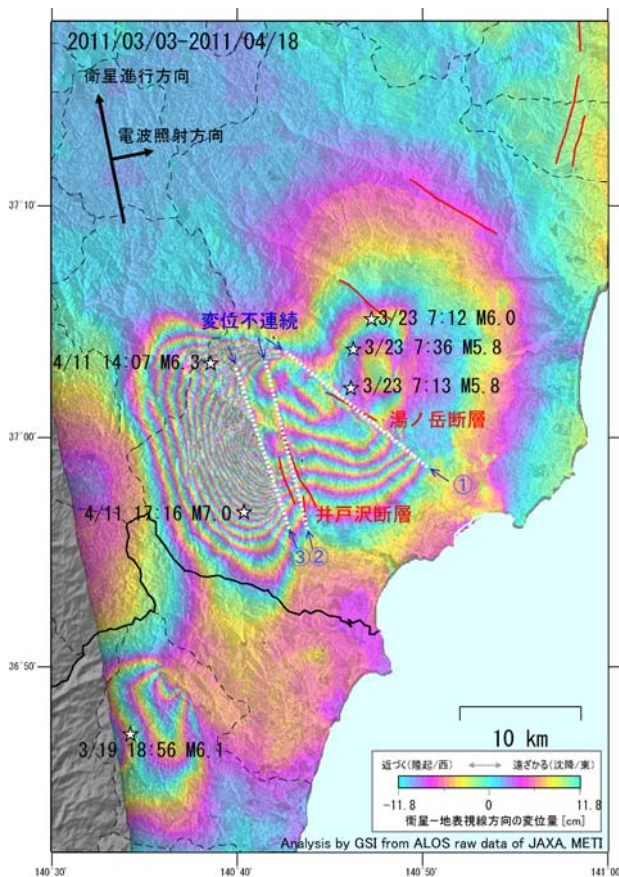 2011/03/03-2011/04/18
衛星進行方向
電波照射方向
37°10'
変位不連続
3/23 7:12 M6.0
4/11 14:07 M6.3
3/23 7:36 M5.8
3/23 7:13 M5.8
湯ノ岳断層
37°00'
①
4/11 17:16 M7.0
井戸沢断層
③②
36°50'
3/19 18:56 M6.1
10 km
近づく(隆起/西)
遠ざかる(沈降/東)
-11.8
0
11.8
衛星-地表視線方向の変位量 [cm]
Analysis by GSI from ALOS raw data of JAXA, METI
140°30'
140°40'
140°50'
141°00'